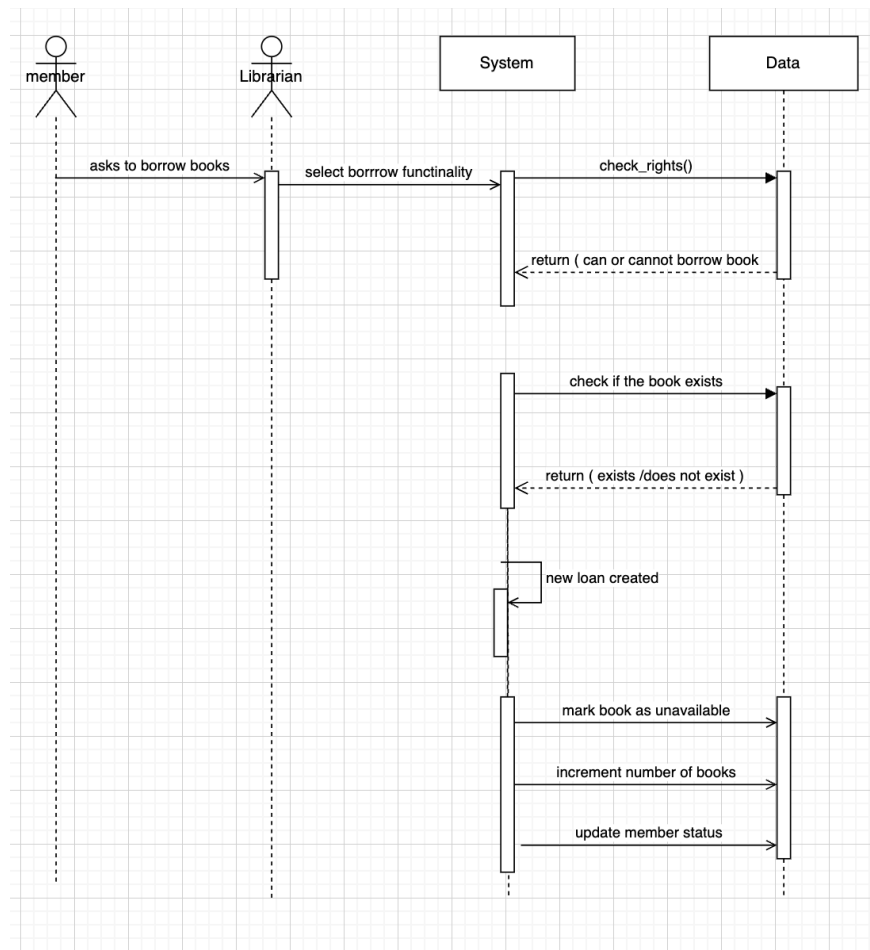 member
Librarian
System
Data
asks to borrow books
select borrrow functinality
check_rights()
return ( can or cannot borrow book
check if the book exists
return ( exists /does not exist )
new loan created
mark book as unavailable
increment number of books
update member status